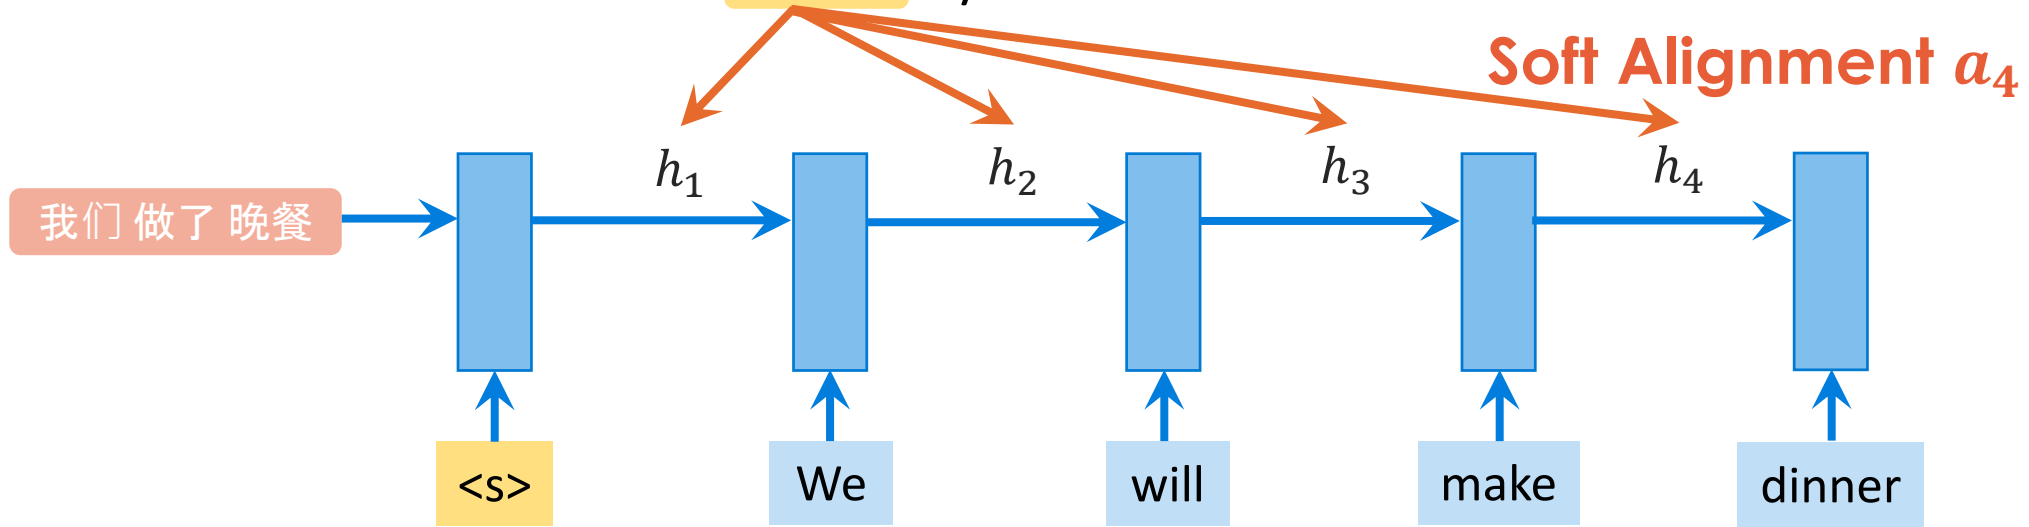 Soft Alignment a₄
h₁ h₂ h₃ h₄
我们 做了 晚餐
<s> We will make dinner